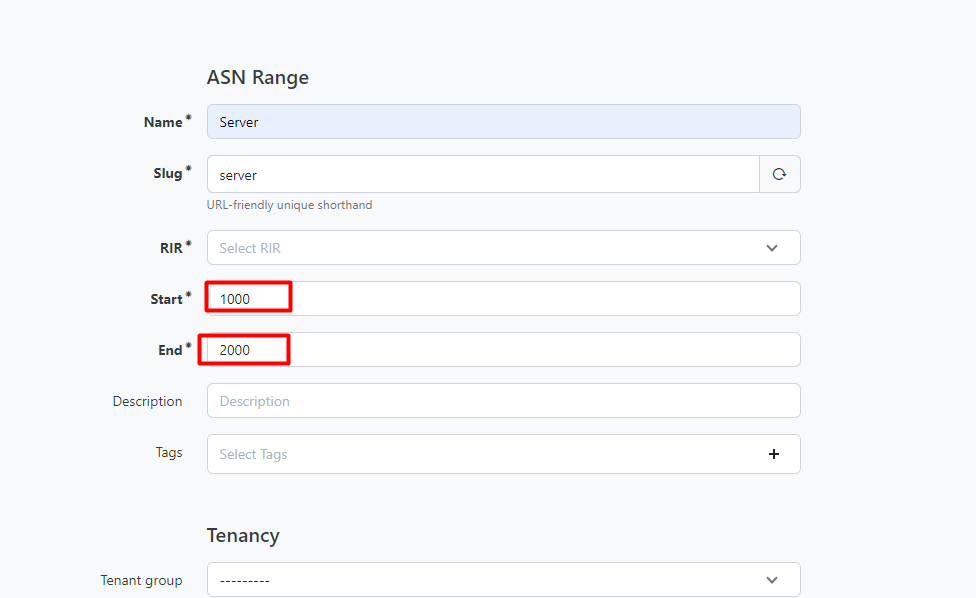 ASN Range
Name*
Server
Slug*
server
URL-friendly unique shorthand
RIR*
Select RIR
Start*
1000
End*
2000
Description
Description
Tags
Select Tags
+
Tenancy
Tenant group
---------